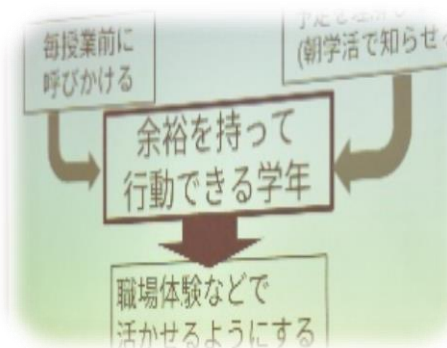 毎授業前に
呼びかける
(朝学活で知らせ
余裕を持って
行動できる学年
職場体験などで
活かせるようにする